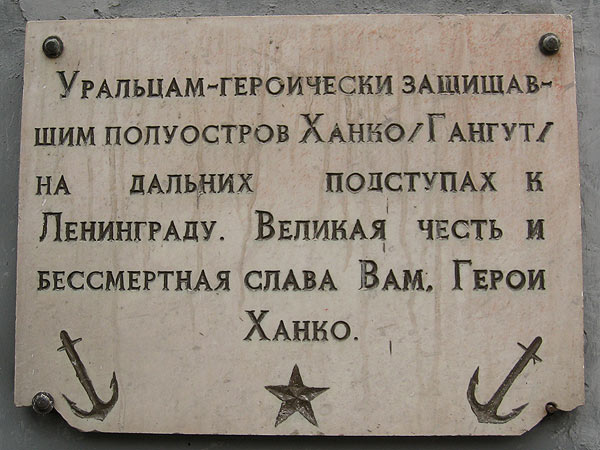 Уральцам-героически защищав-
шим полуостров Ханко/Гангут/
на дальних подступах к
Ленинграду. Великая честь и
бессмертная слава Вам, Герои
Ханко.